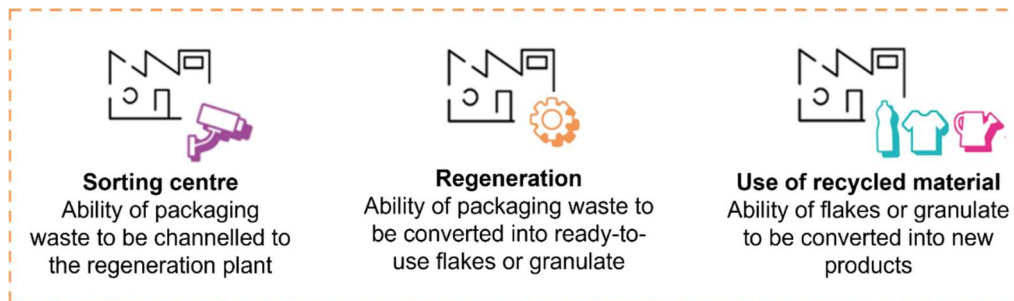 Sorting centre
Ability of packaging
waste to be channelled to
the regeneration plant
Regeneration
Ability of packaging waste to
be converted into ready-to-
use flakes or granulate
Use of recycled material
Ability of flakes or granulate
to be converted into new
products